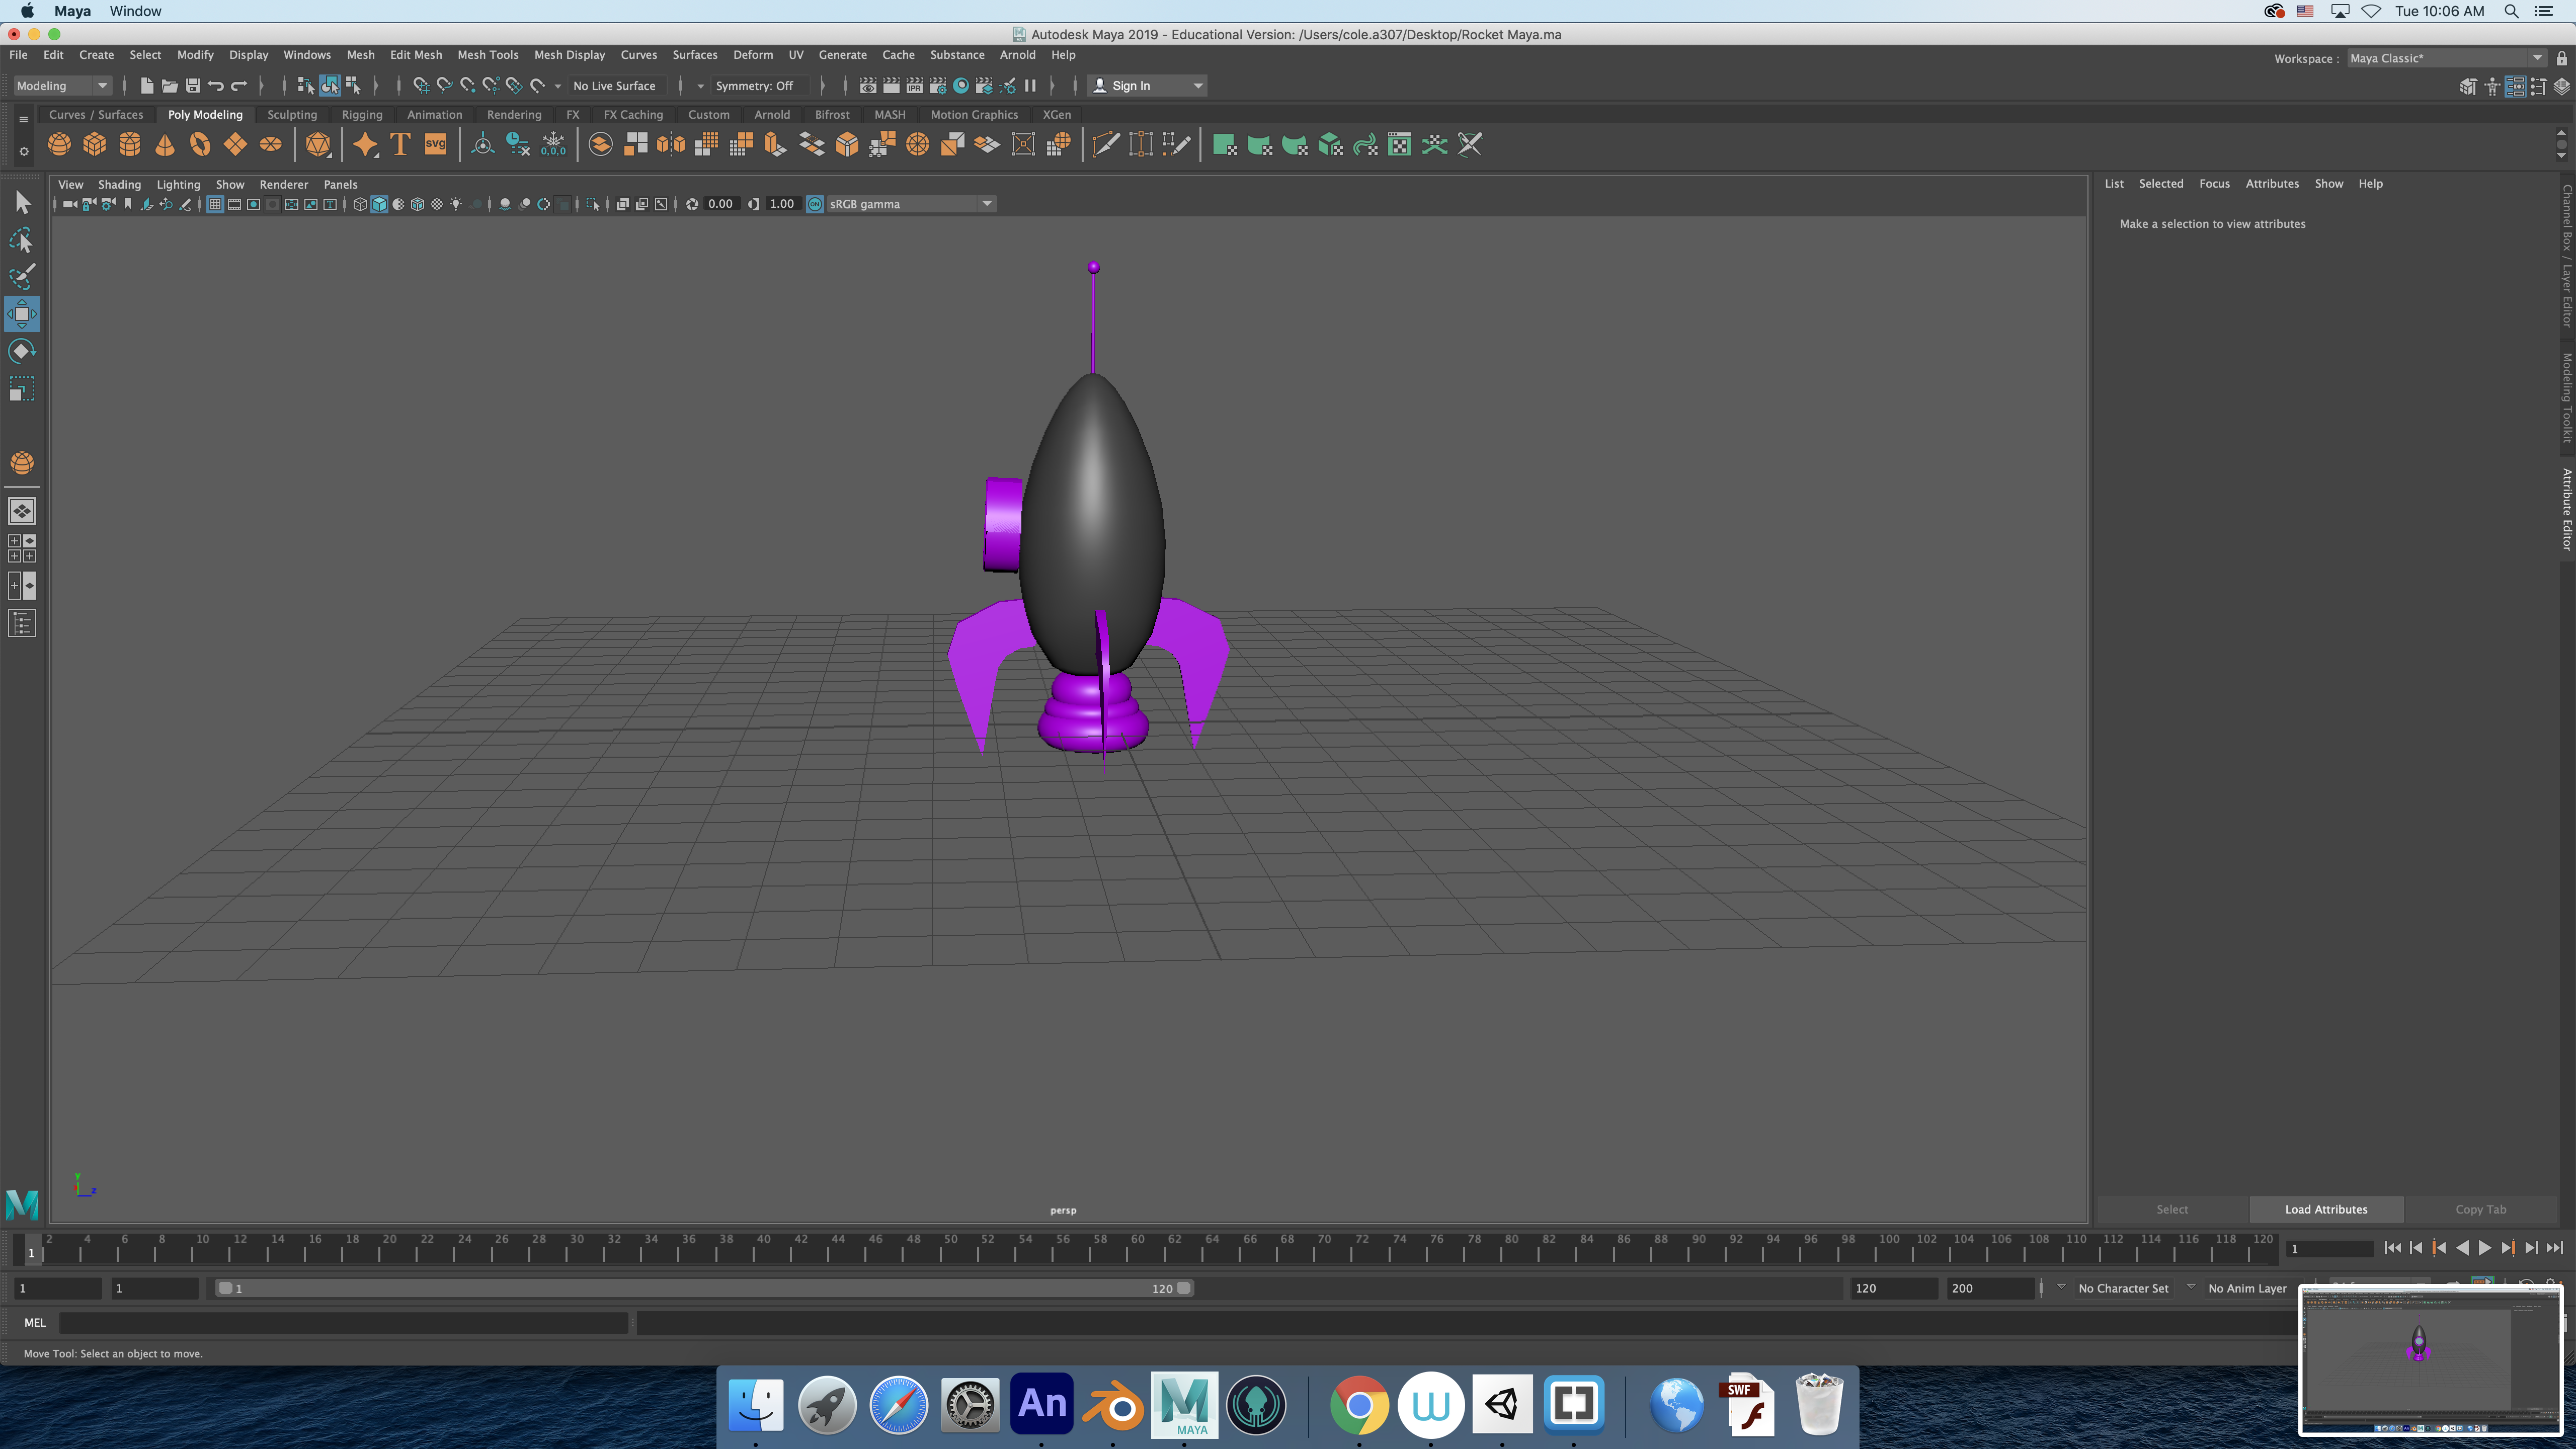 Maya Window Tue 10:06 AM
Autodesk Maya 2019 - Educational Version: /Users/cole.a307/Desktop/Rocket Maya.ma
File Edit Create Select Modify Display Windows Mesh Edit Mesh Mesh Tools Mesh Display Curves Surfaces Deform UV Generate Cache Substance Arnold Help Workspace : Maya Classic*
Modeling No Live Surface Symmetry: Off IPR Sign In
Curves / Surfaces Poly Modeling Sculpting Rigging Animation Rendering FX FX Caching Custom Arnold Bifrost MASH Motion Graphics XGen
T svg 0,0,0
View Shading Lighting Show Renderer Panels
0.00 1.00 ON sRGB gamma
List Selected Focus Attributes Show Help
Make a selection to view attributes
Channel Box / Layer Editor
Modeling Toolkit
Attribute Editor
y
z
persp
Select Load Attributes Copy Tab
1 2 4 6 8 10 12 14 16 18 20 22 24 26 28 30 32 34 36 38 40 42 44 46 48 50 52 54 56 58 60 62 64 66 68 70 72 74 76 78 80 82 84 86 88 90 92 94 96 98 100 102 104 106 108 110 112 114 116 118 120 1
1 1 1 120 120 200 No Character Set No Anim Layer
MEL
Move Tool: Select an object to move.
An MAYA SWF